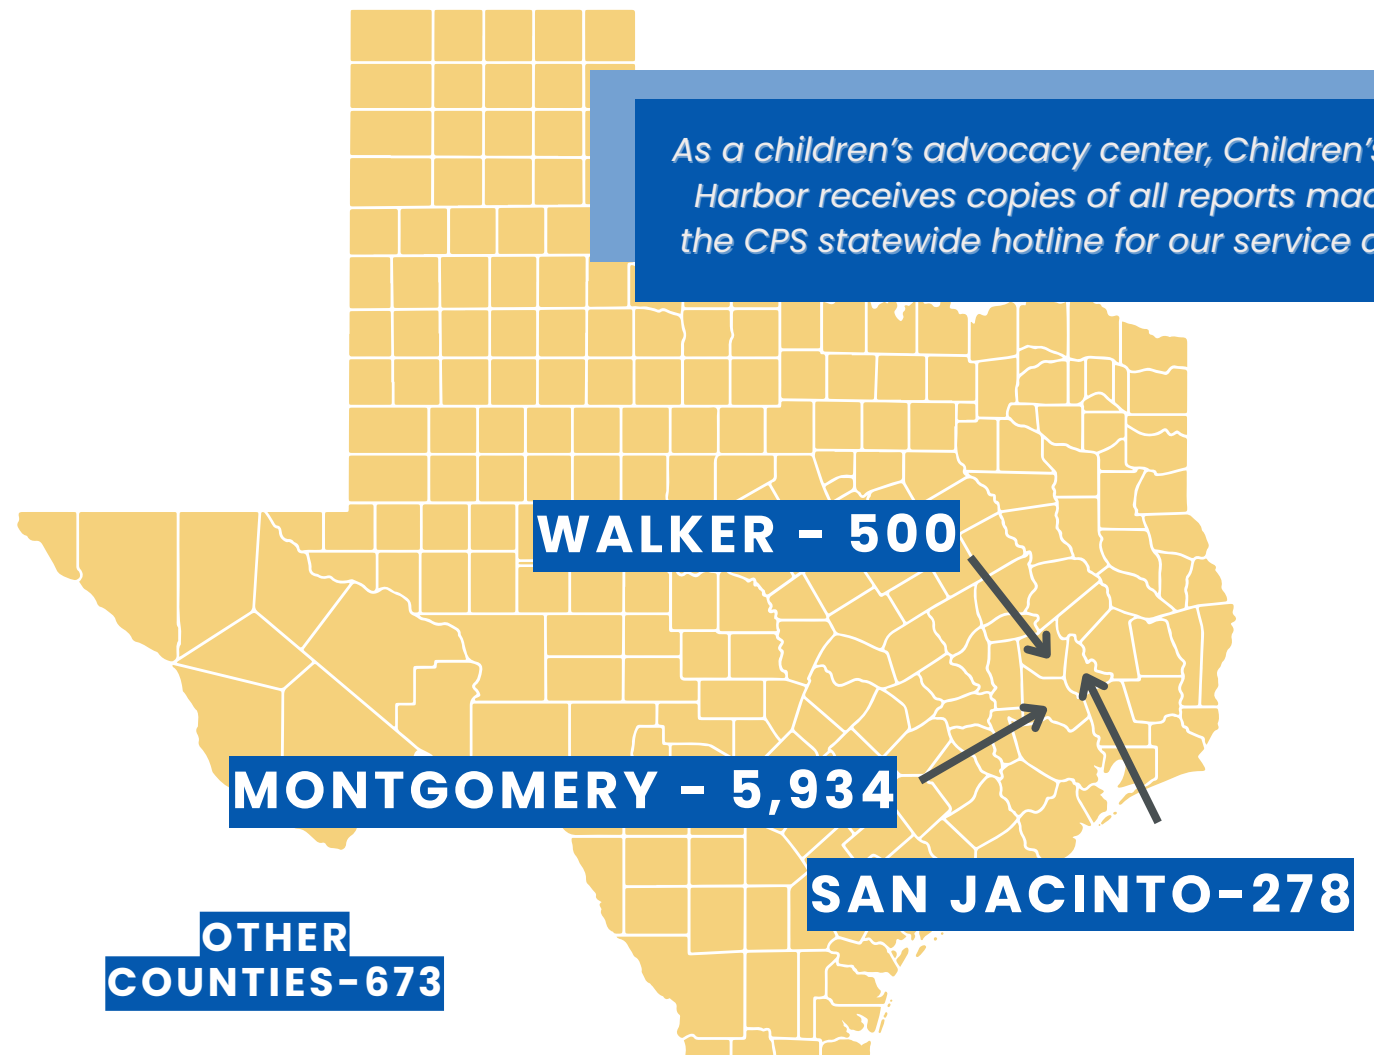 As a children's advocacy center, Children's
Harbor receives copies of all reports
the CPS statewide hotline for our service
WALKER - 500
MONTGOMERY - 5,934
SAN JACINTO-278
OTHER
COUNTIES-673